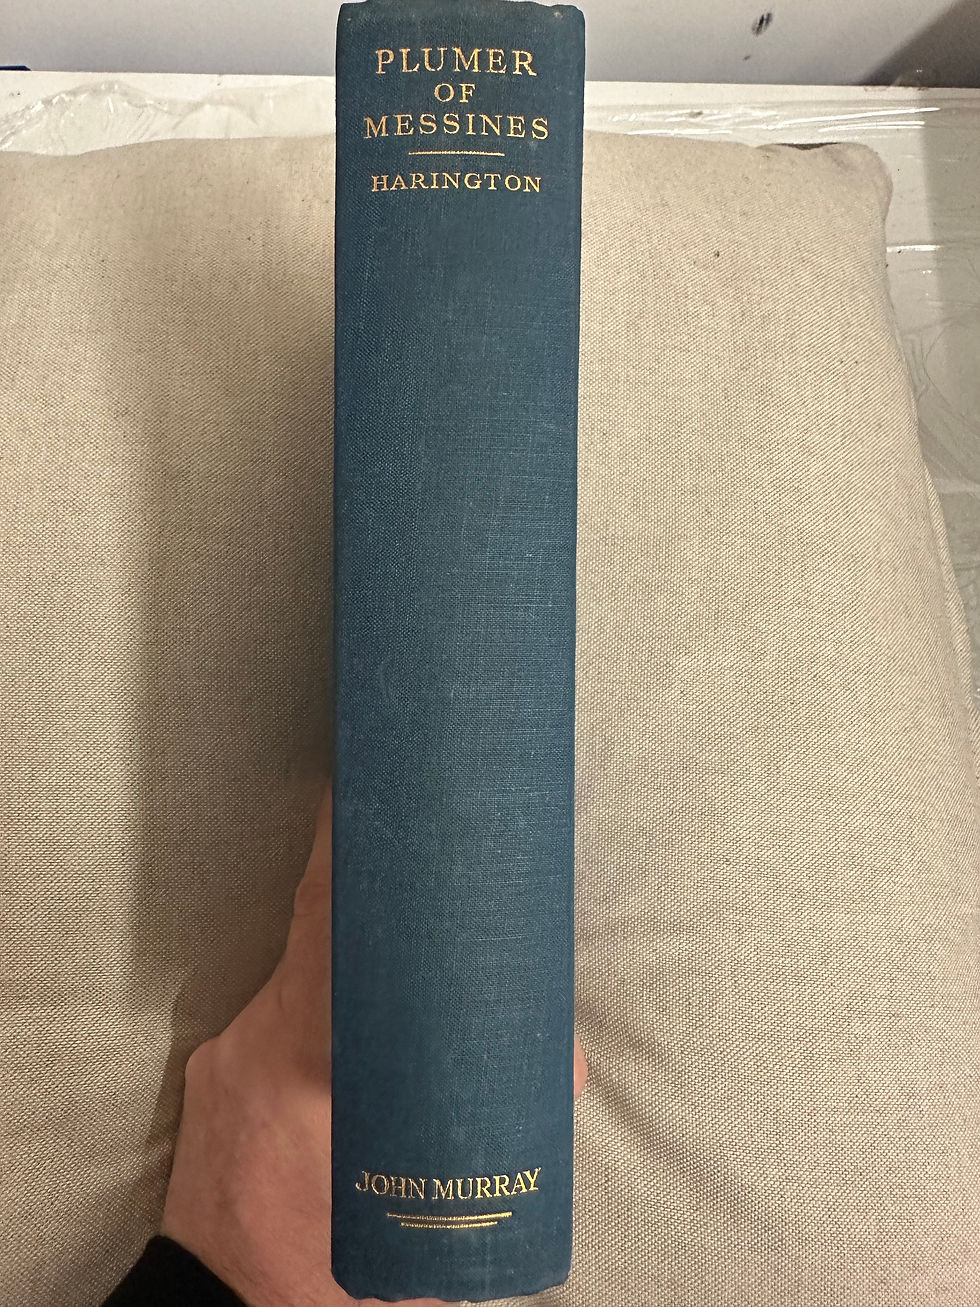 PLUMER
OF
MESSINES
HARINGTON
JOHN MURRAY